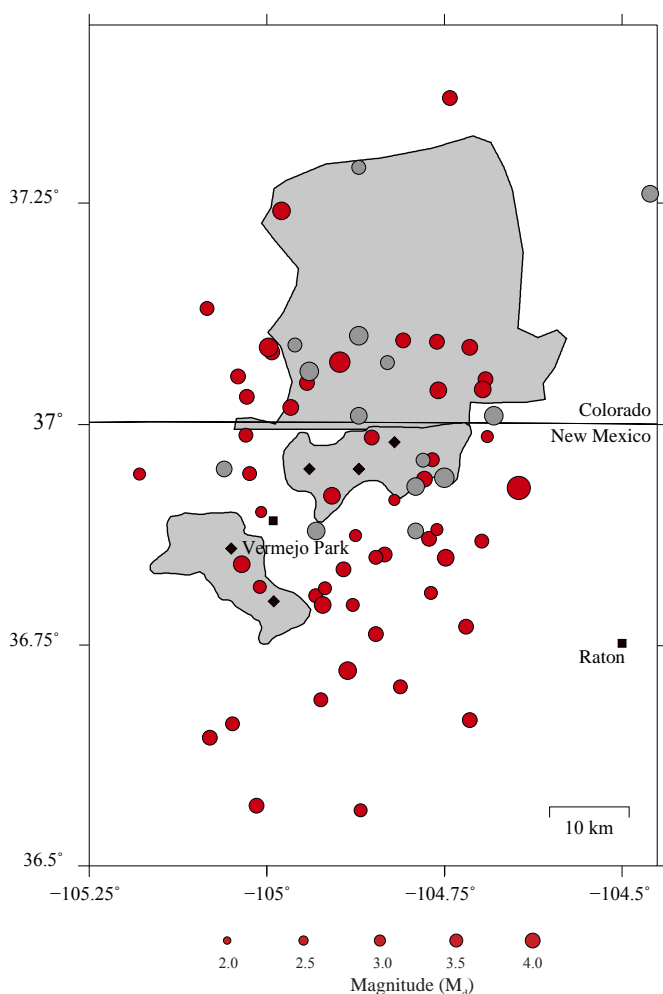 37.25˚
37˚
Colorado
New Mexico
Vermejo Park
36.75˚
Raton
10 km
36.5˚
−105.25˚ −105˚ −104.75˚ −104.5˚
2.0 2.5 3.0 3.5 4.0
Magnitude (Md)